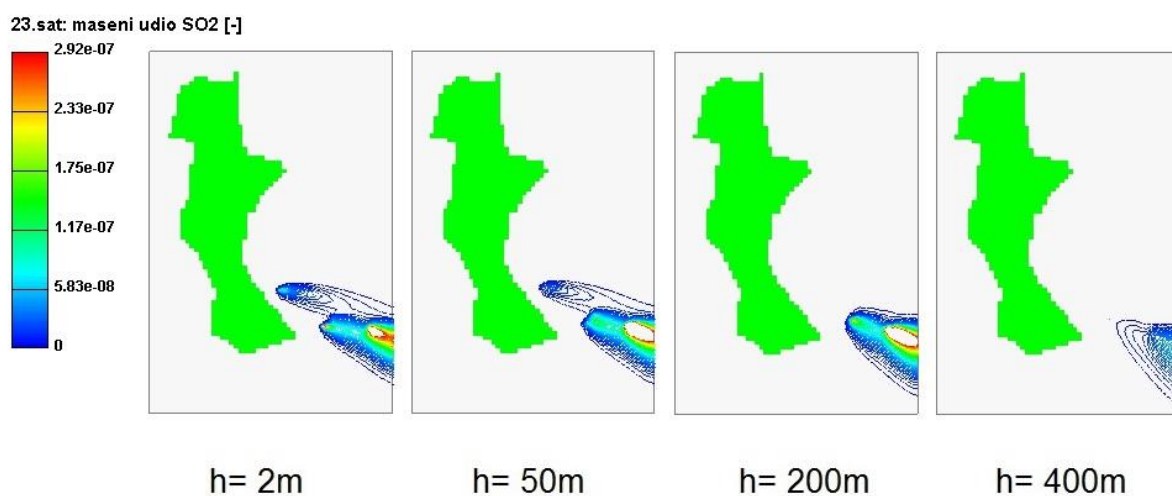 23.sat: maseni udio SO2 [-]
2.92e-07
2.33e-07
1.75e-07
1.17e-07
5.83e-08
0
h= 2m
h= 50m
h= 200m
h= 400m